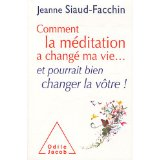 Jeanne Siaud-Facchin
Comment
la méditation
a changé ma vie...
et pourrait bien
changer la vôtre !
Odile
Jacob